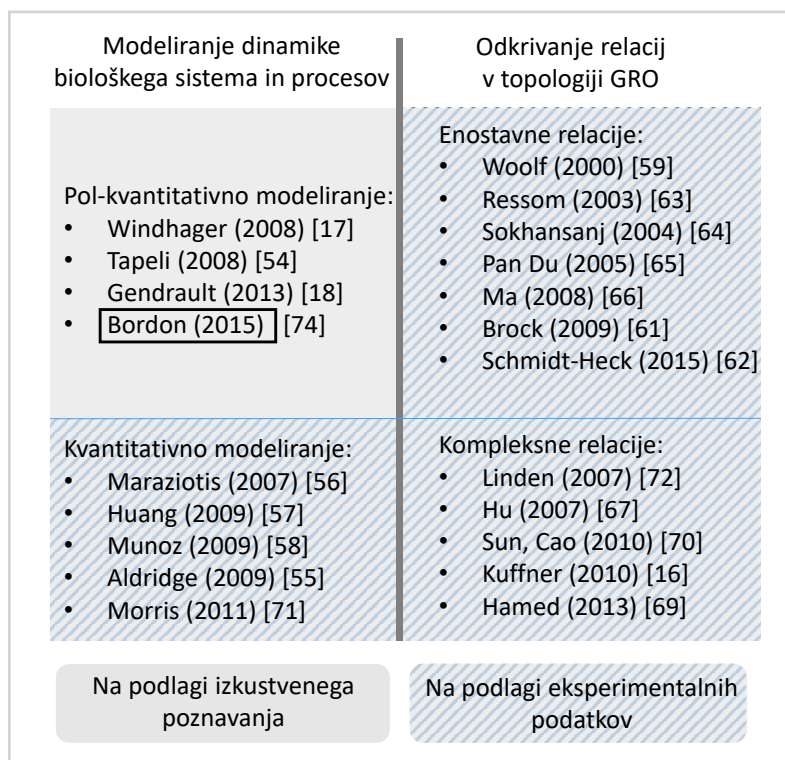 Modeliranje dinamike
biološkega sistema in procesov
Pol-kvantitativno modeliranje:
• Windhager (2008) [17]
• Tapeli (2008) [54]
• Gendrault (2013) [18]
• Bordon (2015) [74]
Kvantitativno modeliranje:
• Maraziotis (2007) [56]
• Huang (2009) [57]
• Munoz (2009) [58]
• Aldridge (2009) [55]
• Morris (2011) [71]
Odkrivanje relacij
v topologiji GRO
Enostavne relacije:
• Woolf (2000) [59]
• Ressom (2003) [63]
• Sokhansanj (2004) [64]
• Pan Du (2005) [65]
• Ma (2008) [66]
• Brock (2009) [61]
• Schmidt-Heck (2015) [62]
Kompleksne relacije:
• Linden (2007) [72]
• Hu (2007) [67]
• Sun, Cao (2010) [70]
• Kuffner (2010) [16]
• Hamed (2013) [69]
Na podlagi izkustvenega
poznavanja
Na podlagi eksperimentalnih
podatkov